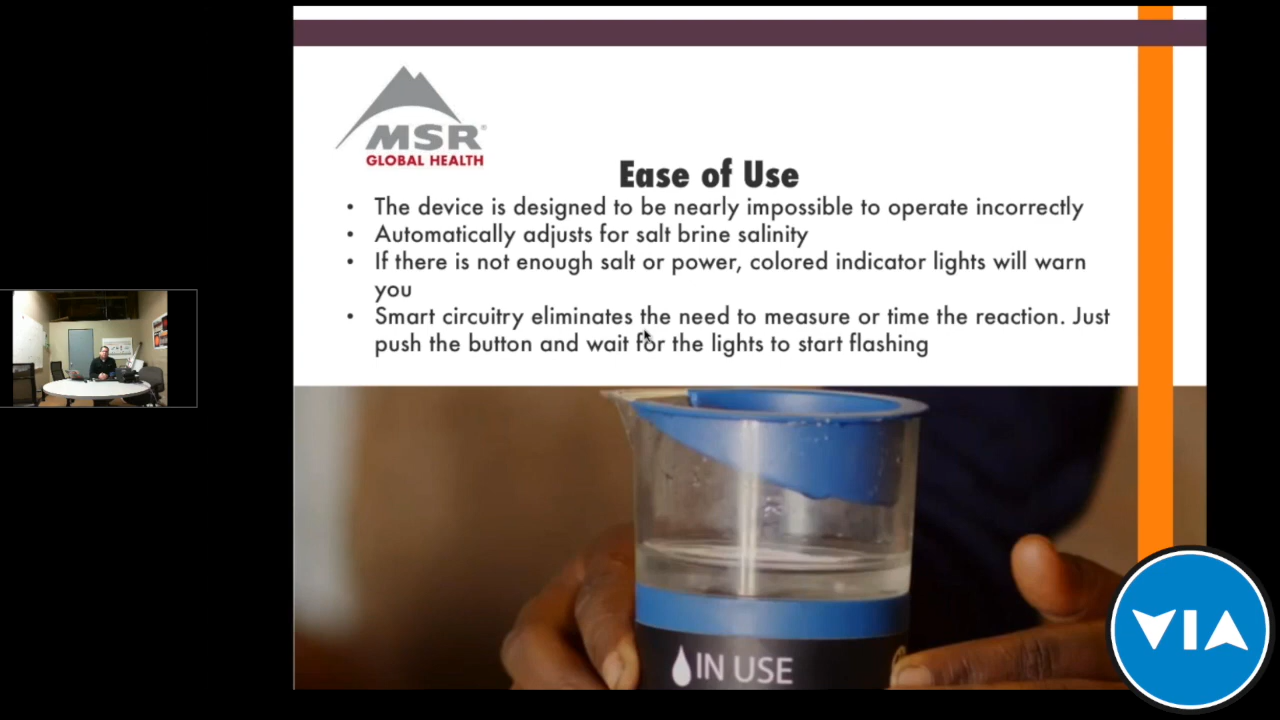 MSR®
GLOBAL HEALTH
Ease of Use
• The device is designed to be nearly impossible to operate incorrectly
• Automatically adjusts for salt brine salinity
• If there is not enough salt or power, colored indicator lights will warn
you
• Smart circuitry eliminates the need to measure or time the reaction. Just
push the button and wait for the lights to start flashing
IN USE
VIA